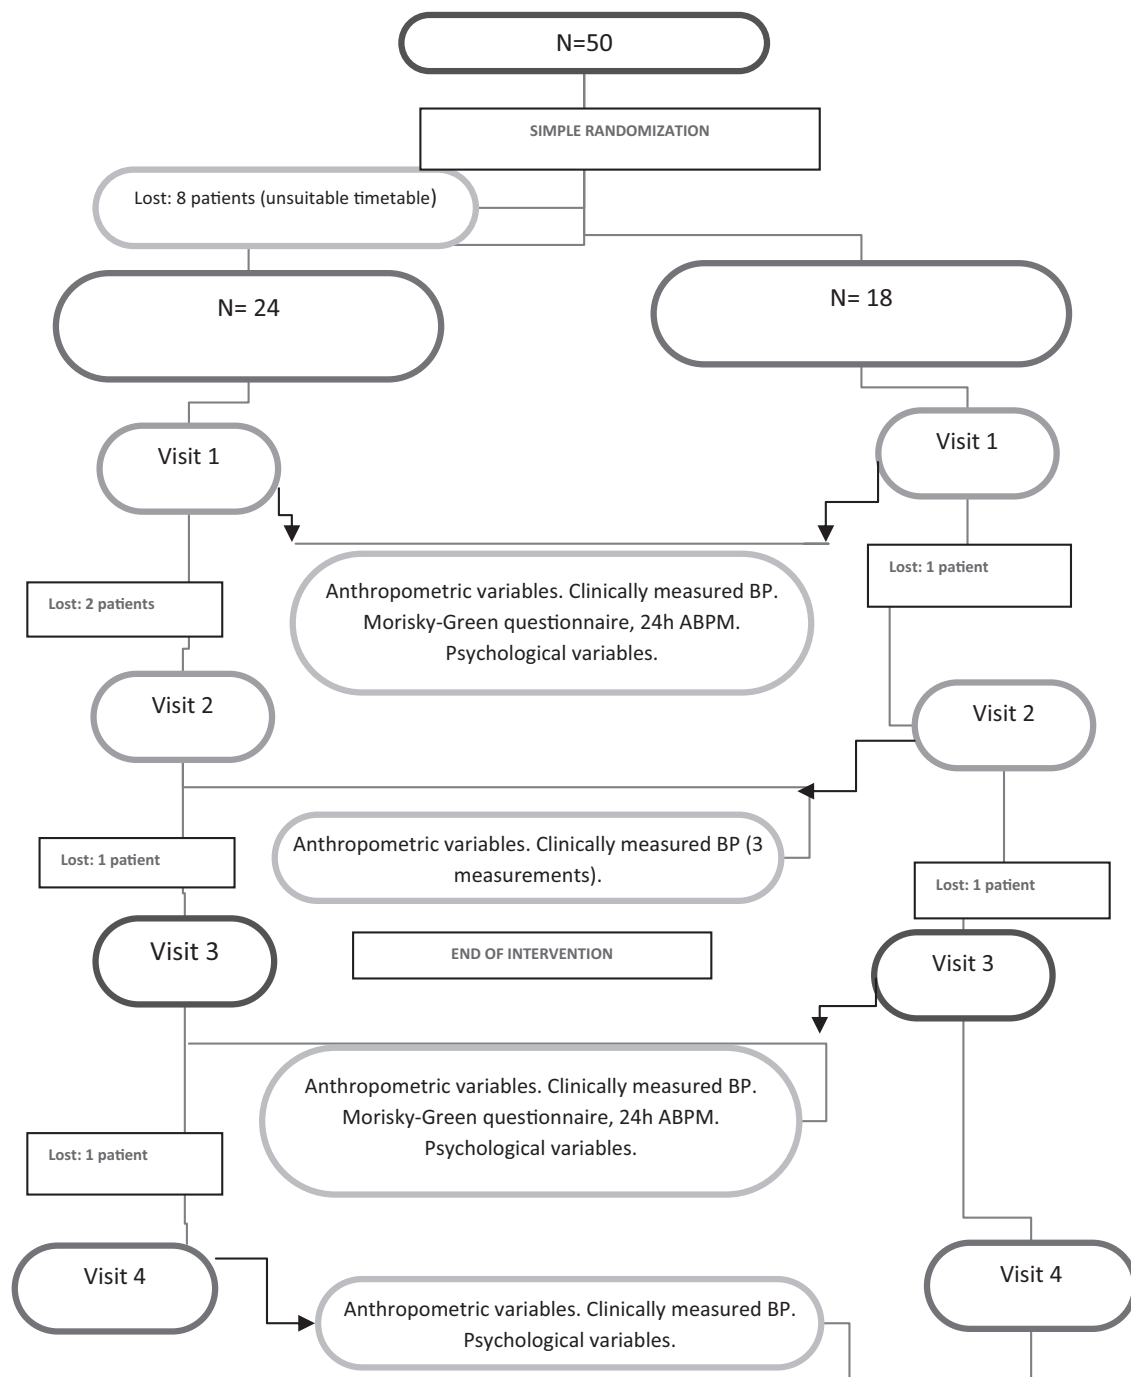 N=50
SIMPLE RANDOMIZATION
Lost: 8 patients (unsuitable timetable)
N= 24
N= 18
Visit 1
Visit 1
Lost: 1 patient
Anthropometric variables. Clinically measured BP.
Morisky-Green questionnaire, 24h ABPM.
Psychological variables.
Lost: 2 patients
Visit 2
Visit 2
Anthropometric variables. Clinically measured BP (3
measurements).
Lost: 1 patient
Lost: 1 patient
Visit 3
END OF INTERVENTION
Visit 3
Anthropometric variables. Clinically measured BP.
Morisky-Green questionnaire, 24h ABPM.
Psychological variables.
Lost: 1 patient
Visit 4
Visit 4
Anthropometric variables. Clinically measured BP.
Psychological variables.